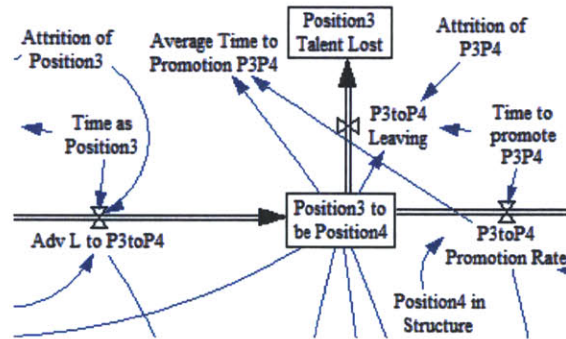 Position3
Talent Lost
Attrition of
Position3
Average Time to
Promotion P3P4
Attrition of
P3P4
P3toP4
Leaving
Time as
Position3
Time to
promote
P3P4
Position3 to
be Position4
Adv L to P3toP4
P3toP4
Promotion Rate
Position4 in
Structure